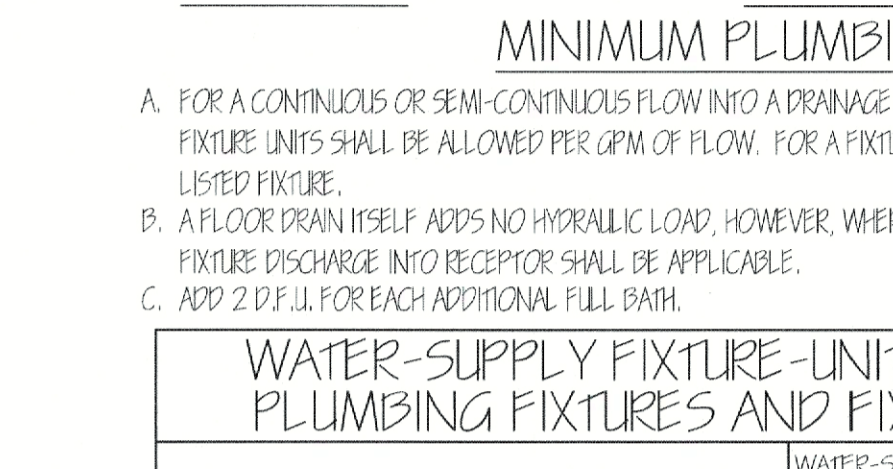 MINIMUM PLUMBI
A. FOR A CONTINUOUS OR SEMI-CONTINUOUS FLOW INTO A DRAINAGE
FIXTURE UNITS SHALL BE ALLOWED PER GPM OF FLOW. FOR A FIXTU
LISTED FIXTURE.
B. A FLOOR DRAIN ITSELF ADDS NO HYDRAULIC LOAD, HOWEVER, WHE
FIXTURE DISCHARGE INTO RECEPTOR SHALL BE APPLICABLE.
C. ADD 2 D.F.U. FOR EACH ADDITIONAL FULL BATH.
WATER-SUPPLY FIXTURE-UNIT
PLUMBING FIXTURES AND FIX
WATER-S